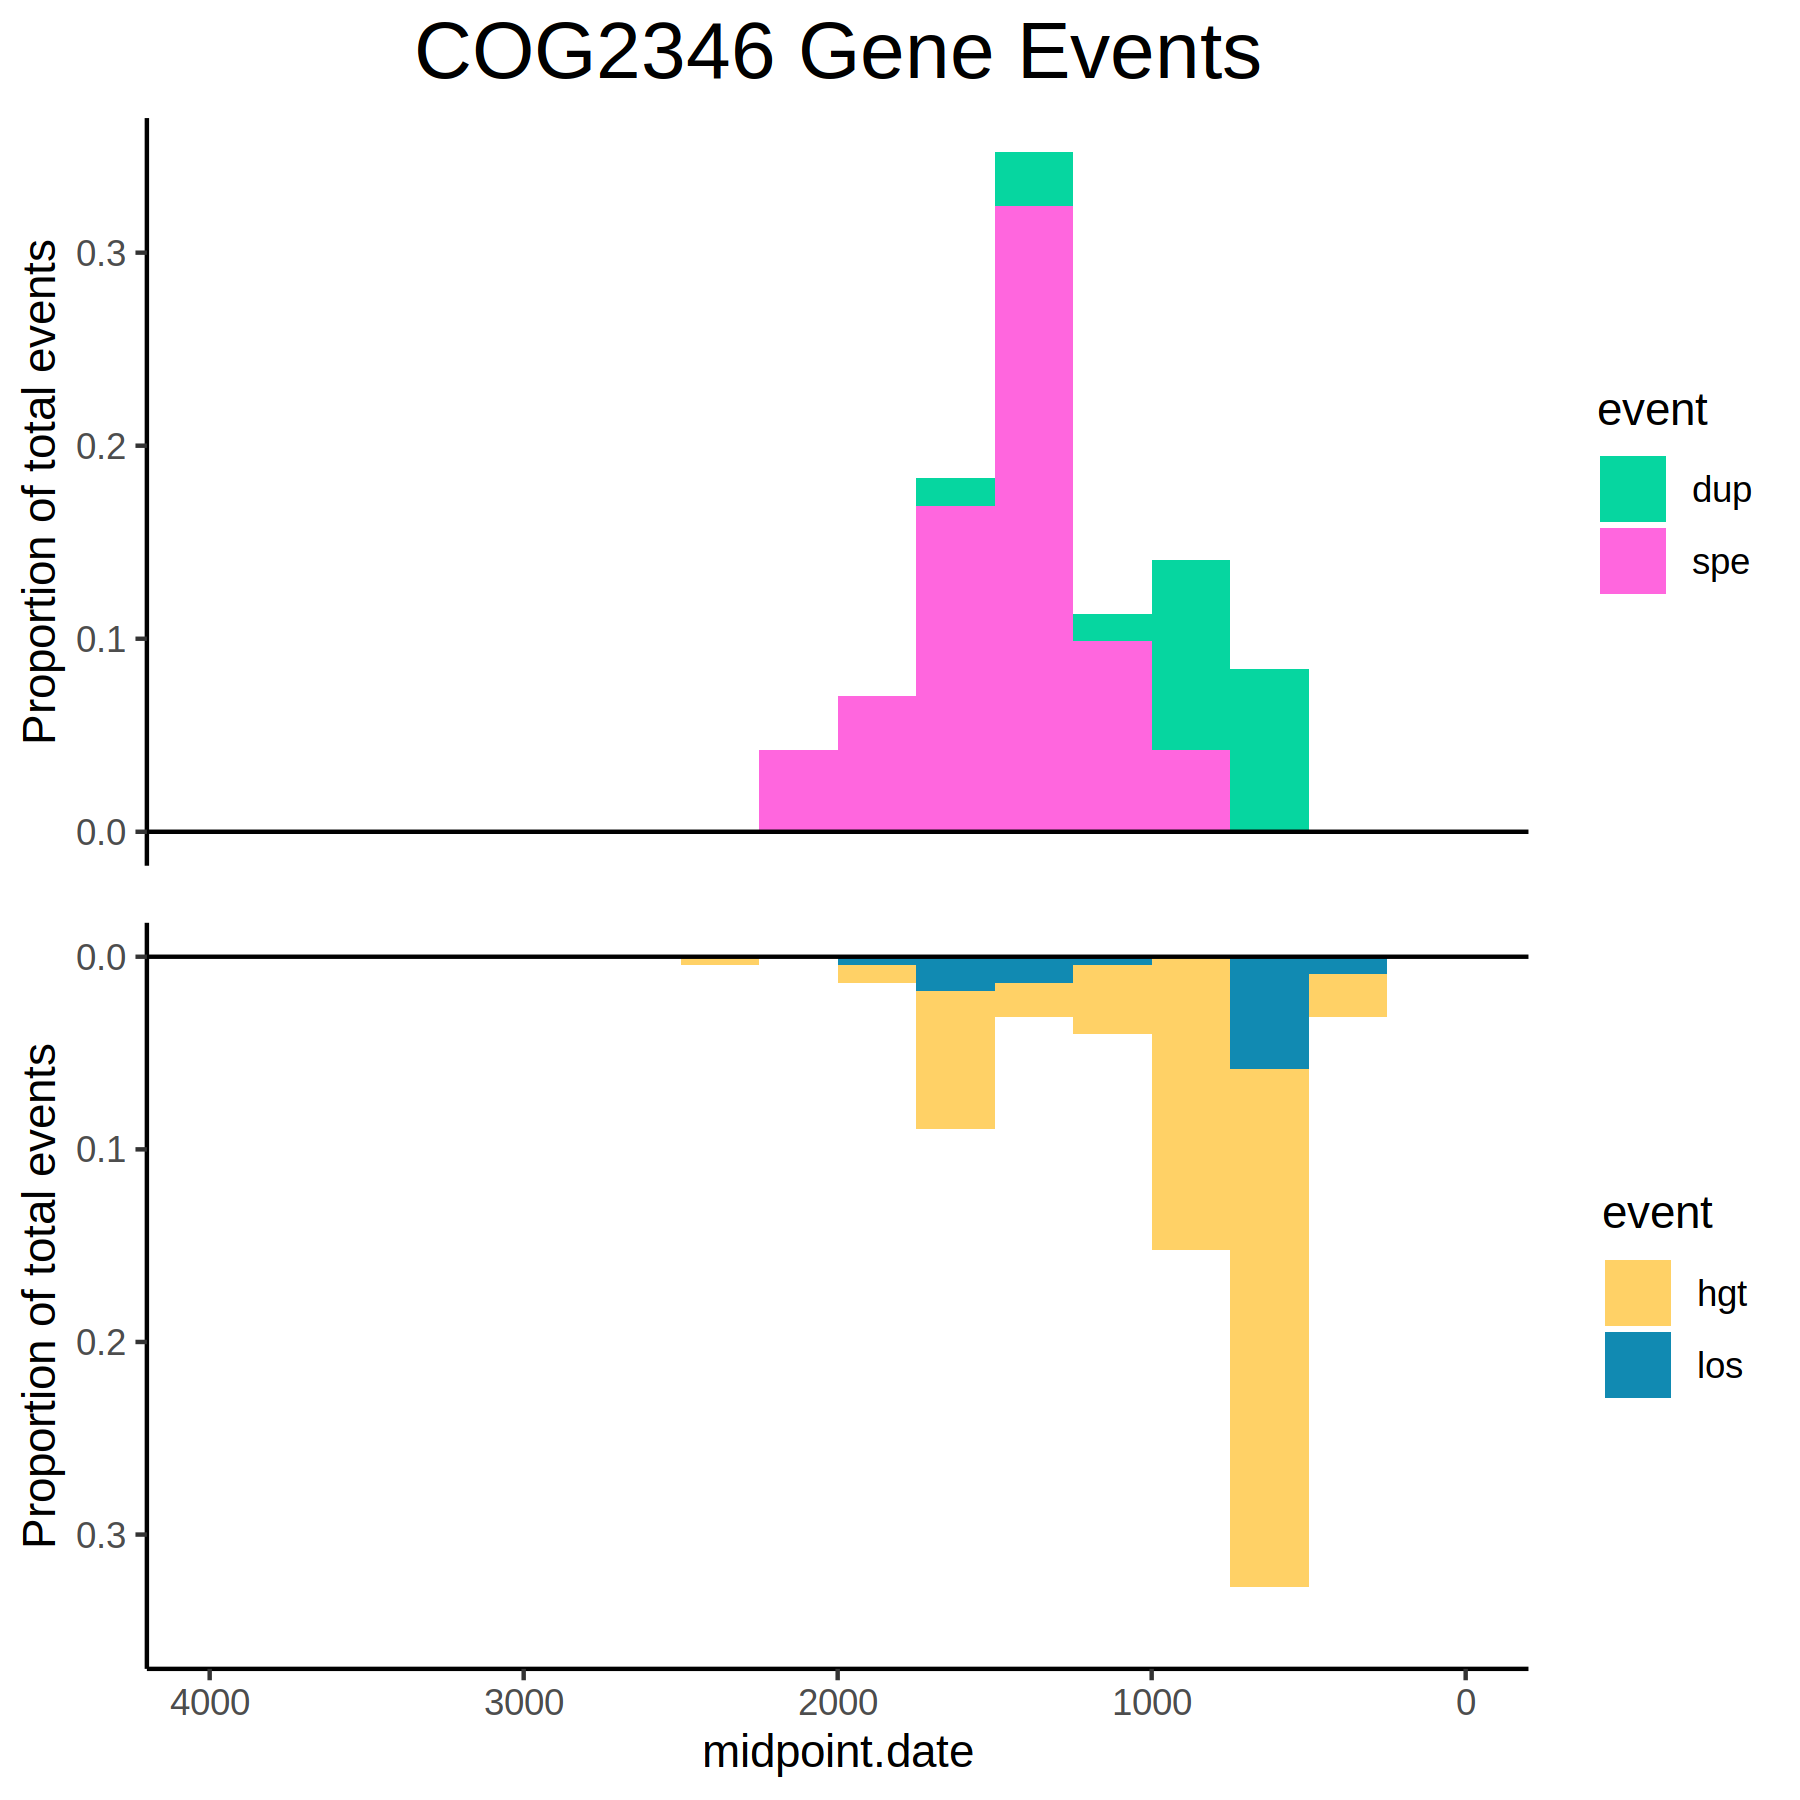 COG2346 Gene Events
Proportion of total events
0.3
0.2
0.1
0.0
event
dup
spe
Proportion of total events
0.0
0.1
0.2
0.3
event
hgt
los
4000 3000 2000 1000 0
midpoint.date